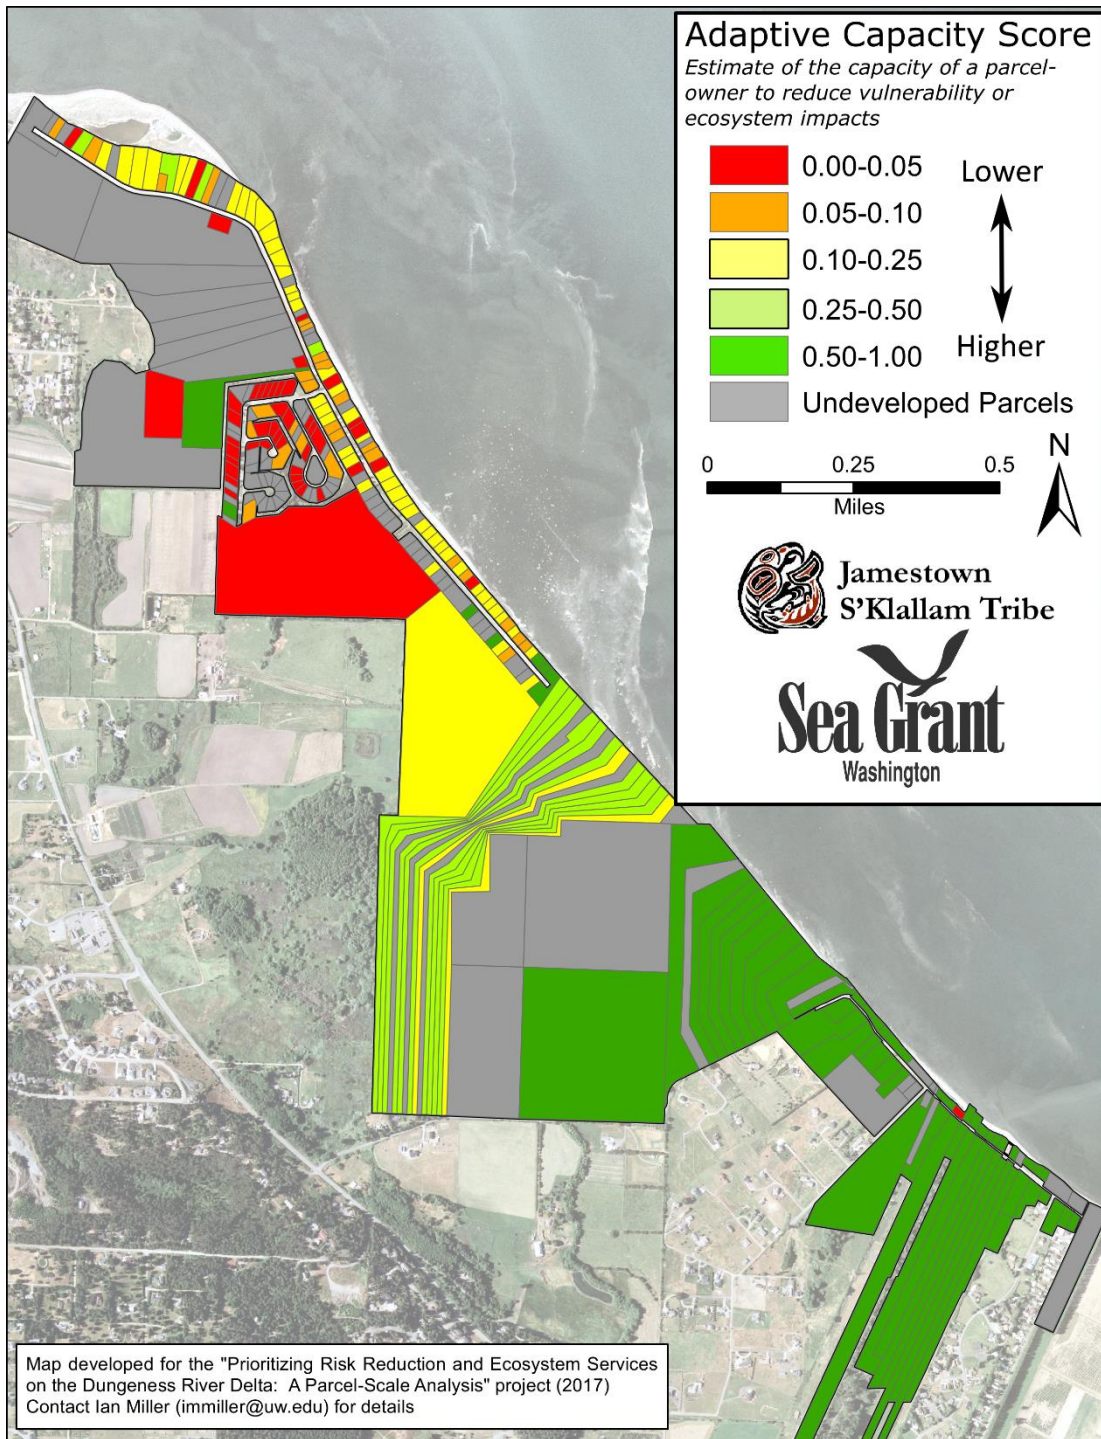 Adaptive Capacity Score
Estimate of the capacity of a parcel-
owner to reduce vulnerability or
ecosystem impacts
0.00-0.05
Lower
0.05-0.10
0.10-0.25
0.25-0.50
0.50-1.00
Higher
Undeveloped Parcels
N
0 0.25 0.5
Miles
Jamestown
S'Klallam Tribe
Sea Grant
Washington
Map developed for the "Prioritizing Risk Reduction and Ecosystem Services
on the Dungeness River Delta: A Parcel-Scale Analysis" project (2017)
Contact Ian Miller (immiller@uw.edu) for details